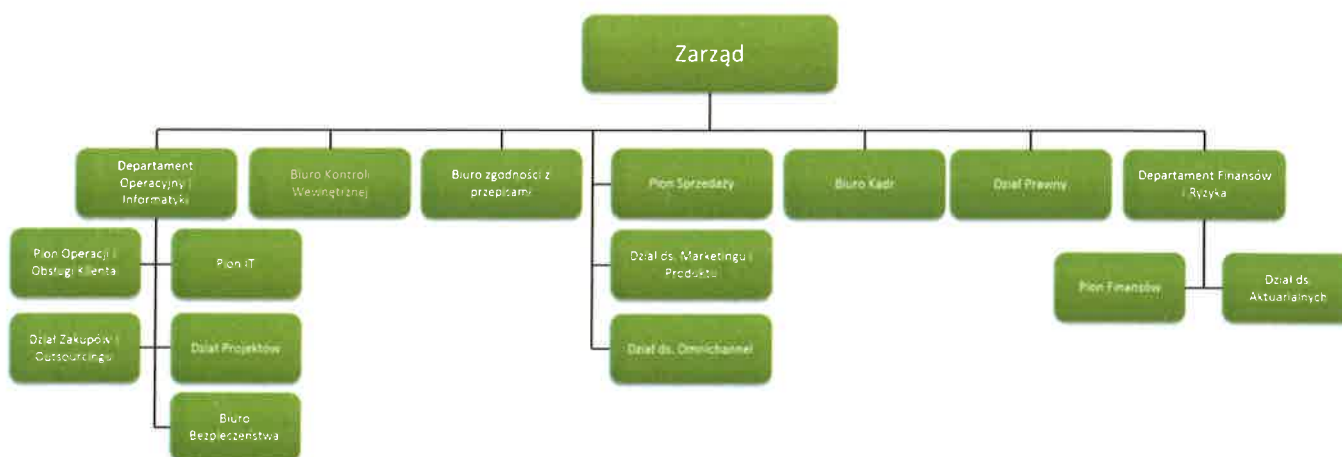 Zarząd
Departament
Operacyjny i
Informatyki
Biuro Kontroli
Wewnętrznej
Biuro zgodności z
przepisami
Pion Sprzedaży
Biuro Kadr
Dział Prawny
Departament Finansów
i Ryzyka
Pion Operacji i
Obsługi Klienta
Pion IT
Dział ds. Marketingu i
Produktu
Pion Finansów
Dział ds.
Aktuarialnych
Dział Zakupów i
Outsourcingu
Dział Projektów
Dział ds. Omnichannel
Biuro
Bezpieczeństwa